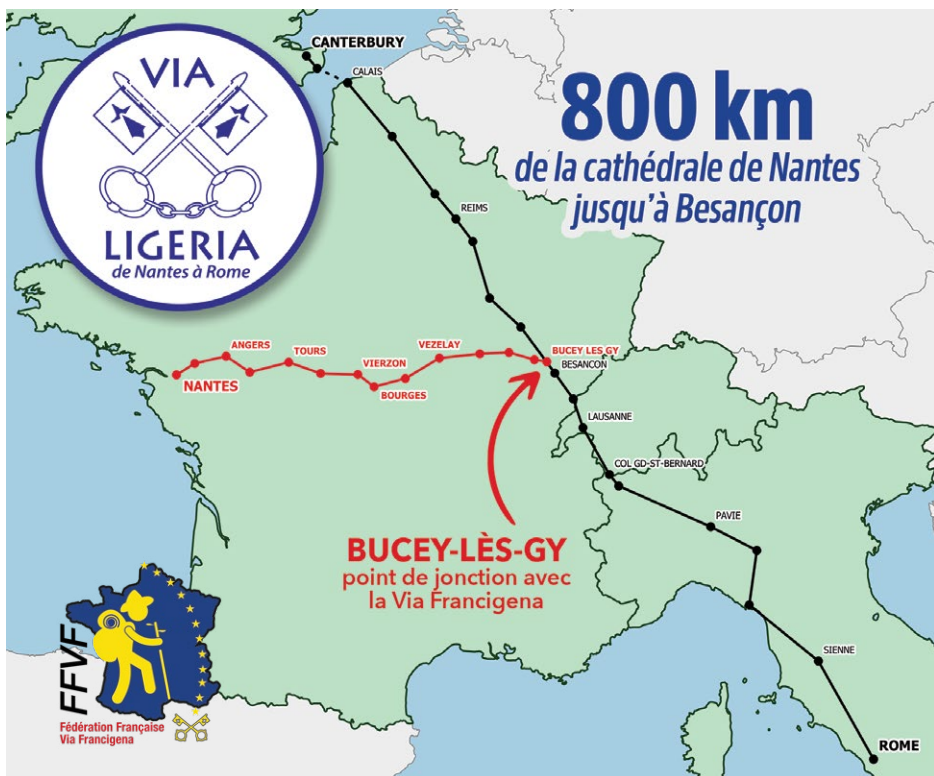 VIA
LIGERIA
de Nantes à Rome
CANTERBURY
CALAIS
800 km
de la cathédrale de Nantes
jusqu'à Besançon
REIMS
ANGERS
TOURS
VIERZON
VEZELAY
BUCEY LES GY
BESANCON
NANTES
BOURGES
LAUSANNE
COL GD-ST-BERNARD
PAVIE
BUCEY-LÈS-GY
point de jonction avec
la Via Francigena
SIENNE
ROME
FFVF
Fédération Française
Via Francigena